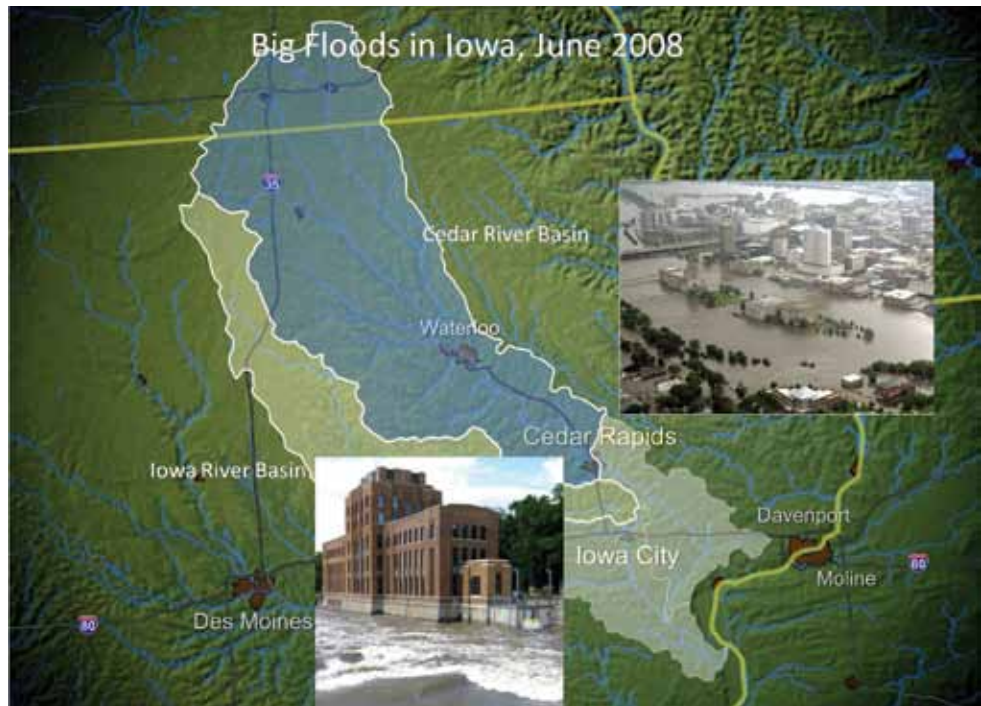 Big Floods in Iowa, June 2008
35
Cedar River Basin
Waterloo
Cedar Rapids
Iowa River Basin
Davenport
Iowa City
80
Moline
Des Moines
80